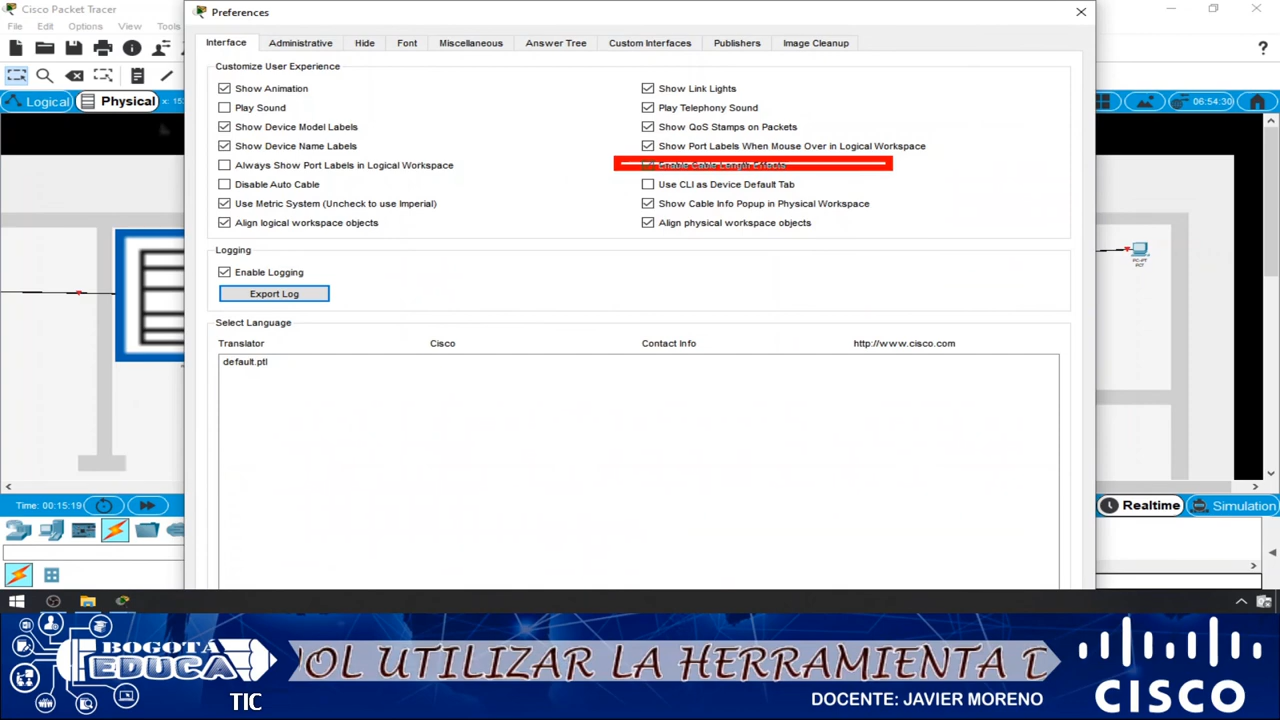 Cisco Packet Tracer
File Edit Options View Tools
Logical Physical x: 15
Preferences
Interface Administrative Hide Font Miscellaneous Answer Tree Custom Interfaces Publishers Image Cleanup
Customize User Experience
Show Animation
Play Sound
Show Device Model Labels
Show Device Name Labels
Always Show Port Labels in Logical Workspace
Disable Auto Cable
Use Metric System (Uncheck to use Imperial)
Align logical workspace objects
Show Link Lights
Play Telephony Sound
Show QoS Stamps on Packets
Show Port Labels When Mouse Over in Logical Workspace
Enable Cable Length Effects
Use CLI as Device Default Tab
Show Cable Info Popup in Physical Workspace
Align physical workspace objects
Logging
Enable Logging
Export Log
Select Language
Translator Cisco Contact Info http://www.cisco.com
default.ptl
06:54:30
Time: 00:15:19
Realtime Simulation
BOGOTÁ
EDUCA
TIC
OL UTILIZAR LA HERRAMIENTA D
DOCENTE: JAVIER MORENO
CISCO